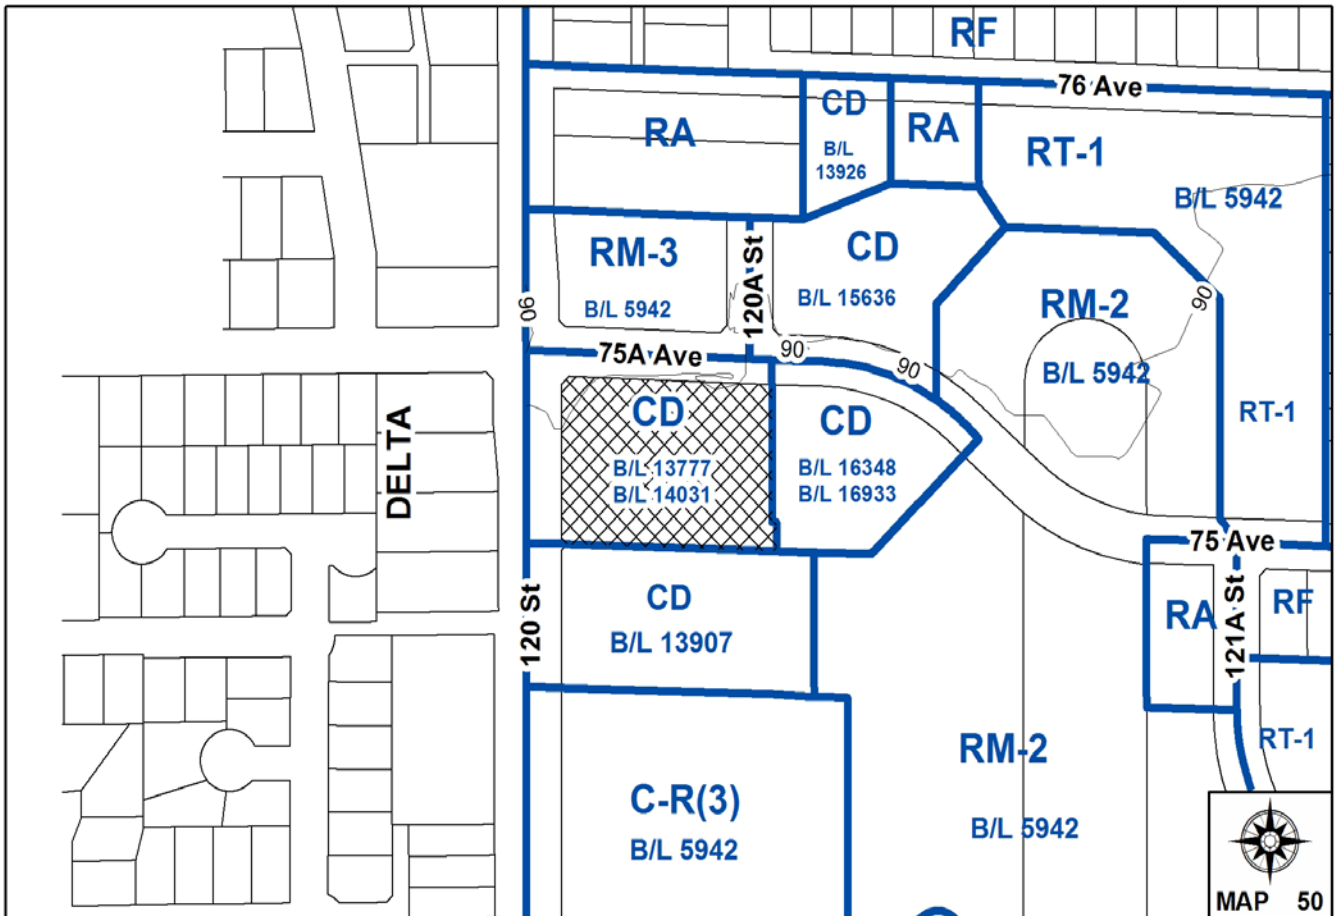 RF
76 Ave
CD
B/L
13926
RA
RA
RT-1
B/L 5942
RM-3
B/L 5942
120A St
CD
B/L 15636
RM-2
B/L 5942
90
90
75A Ave
90
90
RT-1
DELTA
CD
B/L 13777
B/L 14031
CD
B/L 16348
B/L 16933
75 Ave
120 St
CD
B/L 13907
RA
121A St
RF
RM-2
B/L 5942
RT-1
C-R(3)
B/L 5942
MAP 50